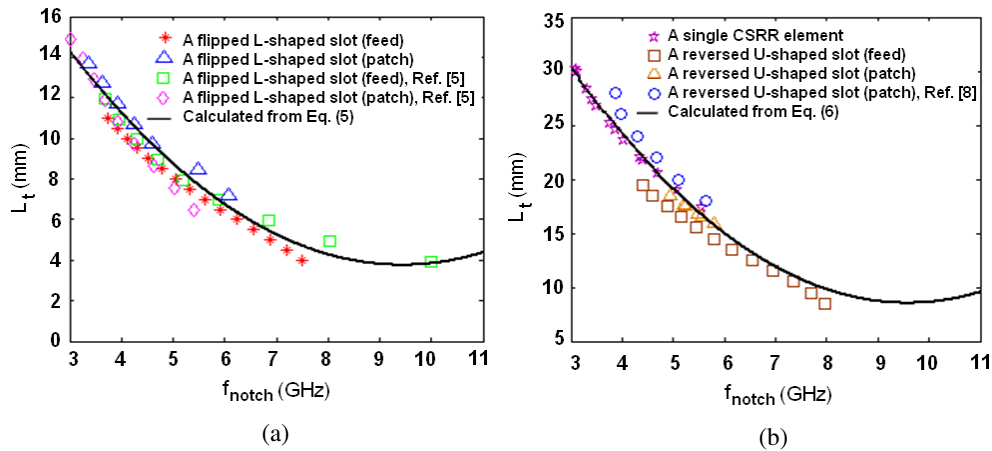 16
14
12
10
8
6
4
2
0
L_t (mm)
A flipped L-shaped slot (feed)
A flipped L-shaped slot (patch)
A flipped L-shaped slot (feed), Ref. [5]
A flipped L-shaped slot (patch), Ref. [5]
Calculated from Eq. (5)
3 4 5 6 7 8 9 10 11
f_notch (GHz)
(a)
35
30
25
20
15
10
5
L_t (mm)
A single CSRR element
A reversed U-shaped slot (feed)
A reversed U-shaped slot (patch)
A reversed U-shaped slot (patch), Ref. [8]
Calculated from Eq. (6)
3 4 5 6 7 8 9 10 11
f_notch (GHz)
(b)